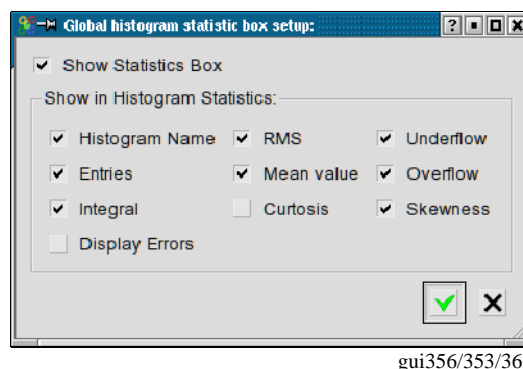 Global histogram statistic box setup:
Show Statistics Box
Show in Histogram Statistics:
Histogram Name RMS Underflow
Entries Mean value Overflow
Integral Curtosis Skewness
Display Errors
gui356/353/36